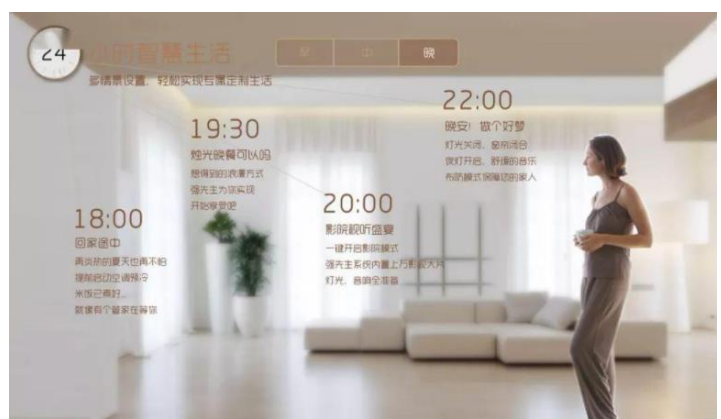 24 小时智慧生活
早 中 晚
多情景设置，轻松实现专属定制生活
22:00
晚安！做个好梦
灯光关闭，窗帘闭合
夜灯开启，舒缓的音乐
布防模式保障您的家人
19:30
烛光晚餐可以吗
想得到的浪漫方式
强先生为你实现
开始享受吧
20:00
影院视听盛宴
一键开启影院模式
强先生系统内置上万影视大片
灯光，音响全准备
18:00
回家途中
再炎热的夏天也再不怕
提前启动空调预冷
米饭已煮好...
就像有个管家在等你